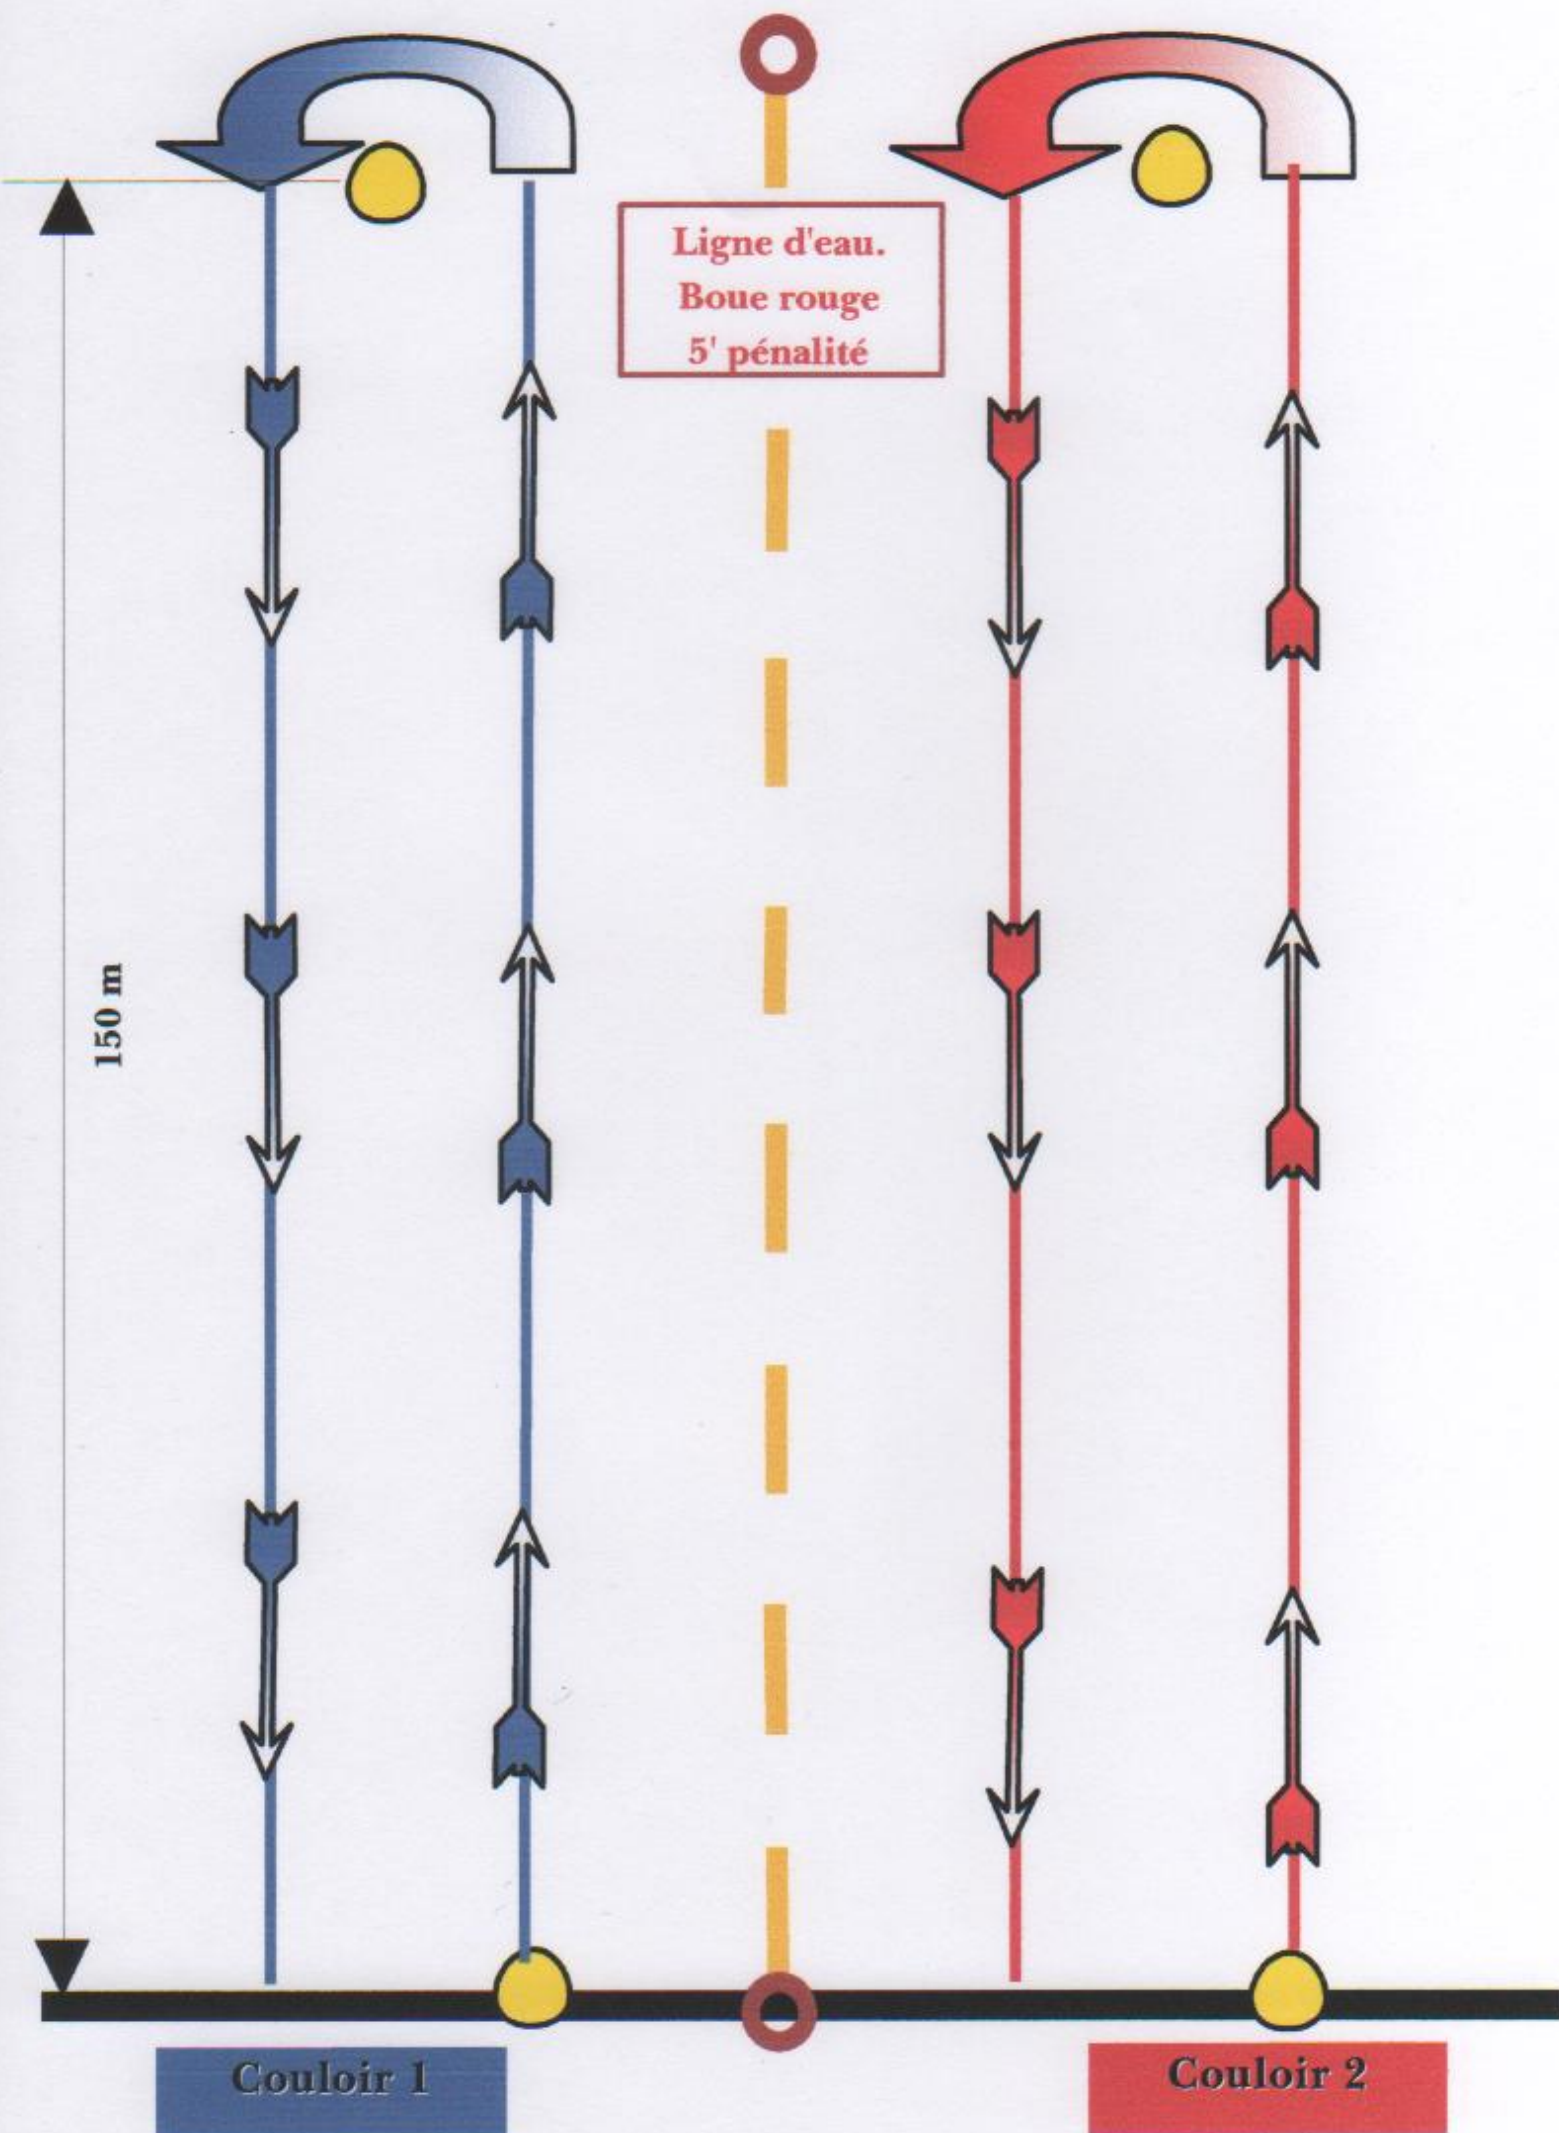 Ligne d'eau.
Boue rouge
5' pénalité
150 m
Couloir 1
Couloir 2